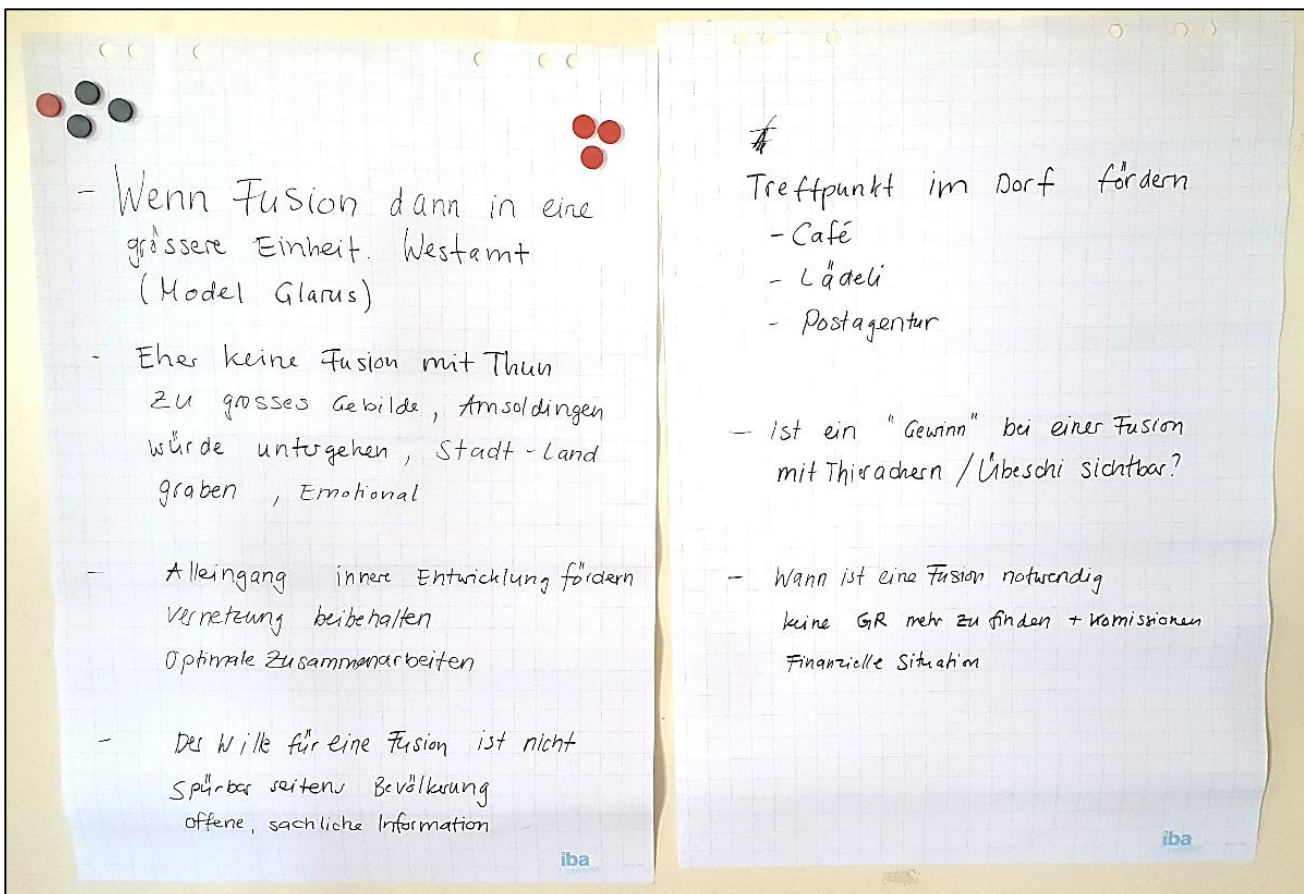 - Wenn Fusion dann in eine
grössere Einheit. Westamt
(Model Glarus)
- Eher keine Fusion mit Thun
zu grosses Gebilde, Amsoldingen
würde untergehen, Stadt-Land
graben, Emotional
- Alleingang innere Entwicklung fördern
Vernetzung beibehalten
Optimale Zusammenarbeiten
- Der Wille für eine Fusion ist nicht
spürbar seitens Bevölkerung
offene, sachliche Information
iba
Treffpunkt im Dorf fördern
- Café
- Lädeli
- Postagentur
- Ist ein "Gewinn" bei einer Fusion
mit Thierachern / Übeschi sichtbar?
- Wann ist eine Fusion notwendig
keine GR mehr zu finden + Komissionen
Finanzielle Situation
iba